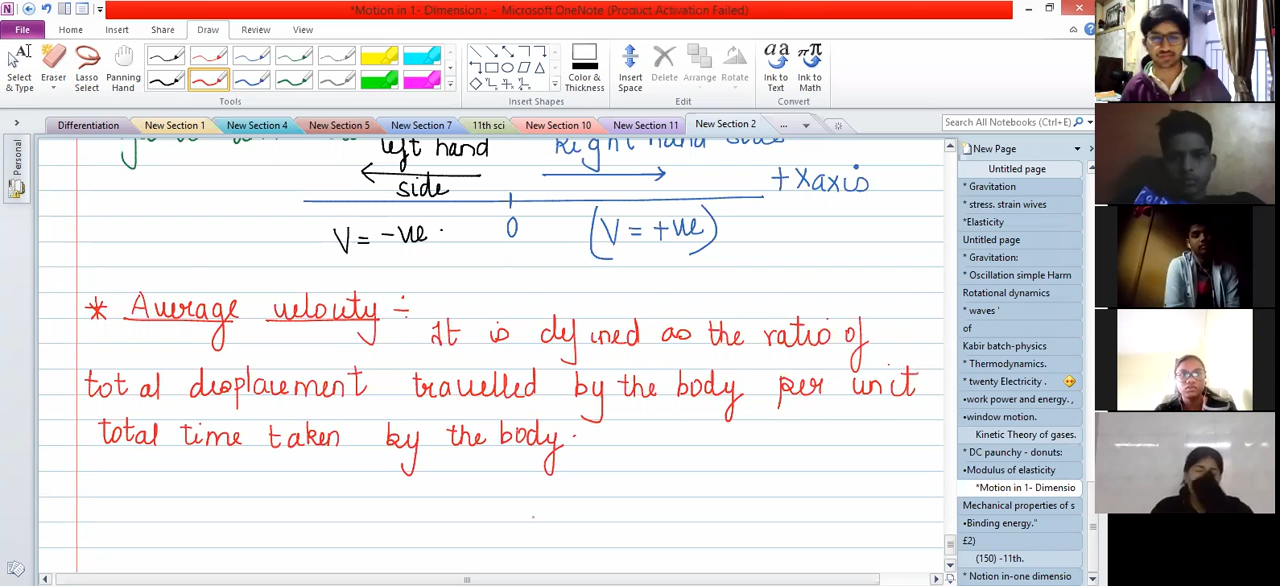 *Motion in 1- Dimension : - Microsoft OneNote (Product Activation Failed)
File Home Insert Share Draw Review View
Select & Type
Eraser
Lasso Select
Panning Hand
Color & Thickness
Insert Space
Delete
Arrange
Rotate
Ink to Text
Ink to Math
Tools
Insert Shapes
Edit
Convert
Differentiation New Section 1 New Section 4 New Section 5 New Section 7 11th sci New Section 10 New Section 11 New Section 2 ...
Search All Notebooks (Ctrl+E)
Personal
left hand Right hand side
side + X axis
V = -ve . 0 (V = +ve)
* Average velocity ÷ It is defined as the ratio of
total displacement travelled by the body per unit
total time taken by the body.
New Page
Untitled page
* Gravitation
* stress. strain wives
*Elasticity
Untitled page
* Gravitation:
* Oscillation simple Harm
Rotational dynamics
* waves '
of
Kabir batch-physics
* Thermodynamics.
* twenty Electricity .
•work power and energy. ,
•window motion.
Kinetic Theory of gases.
* DC paunchy - donuts:
•Modulus of elasticity
*Motion in 1- Dimensio
Mechanical properties of s
•Binding energy."
£2)
(150) -11th.
* Notion in-one dimensio